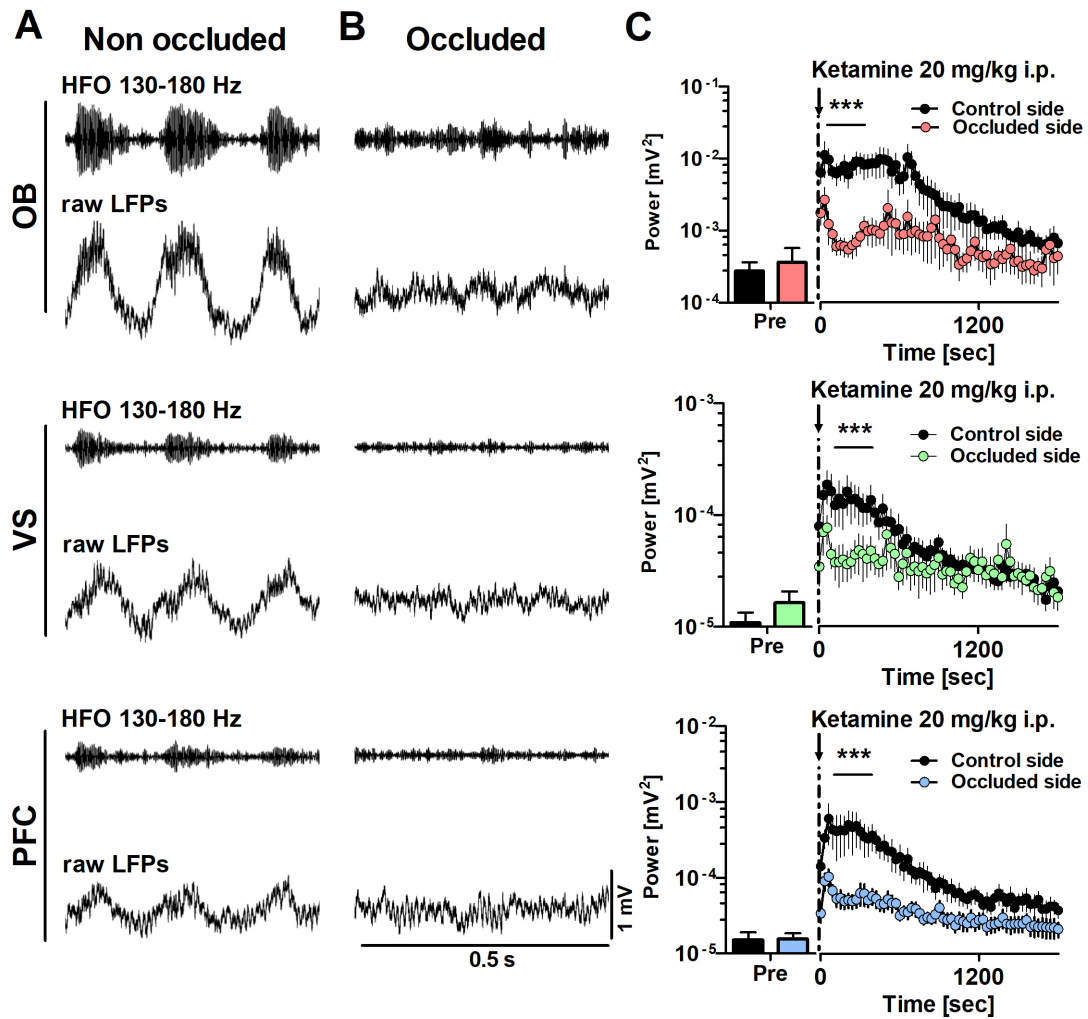 A
Non occluded
B
Occluded
C
OB
HFO 130-180 Hz
raw LFPs
Ketamine 20 mg/kg i.p.
***
Control side
Occluded side
Power [mV²]
10⁻¹
10⁻²
10⁻³
10⁻⁴
Pre
0
1200
Time [sec]
VS
HFO 130-180 Hz
raw LFPs
Ketamine 20 mg/kg i.p.
***
Control side
Occluded side
Power [mV²]
10⁻³
10⁻⁴
10⁻⁵
Pre
0
1200
Time [sec]
PFC
HFO 130-180 Hz
raw LFPs
1 mV
0.5 s
Ketamine 20 mg/kg i.p.
***
Control side
Occluded side
Power [mV²]
10⁻²
10⁻³
10⁻⁴
10⁻⁵
Pre
0
1200
Time [sec]